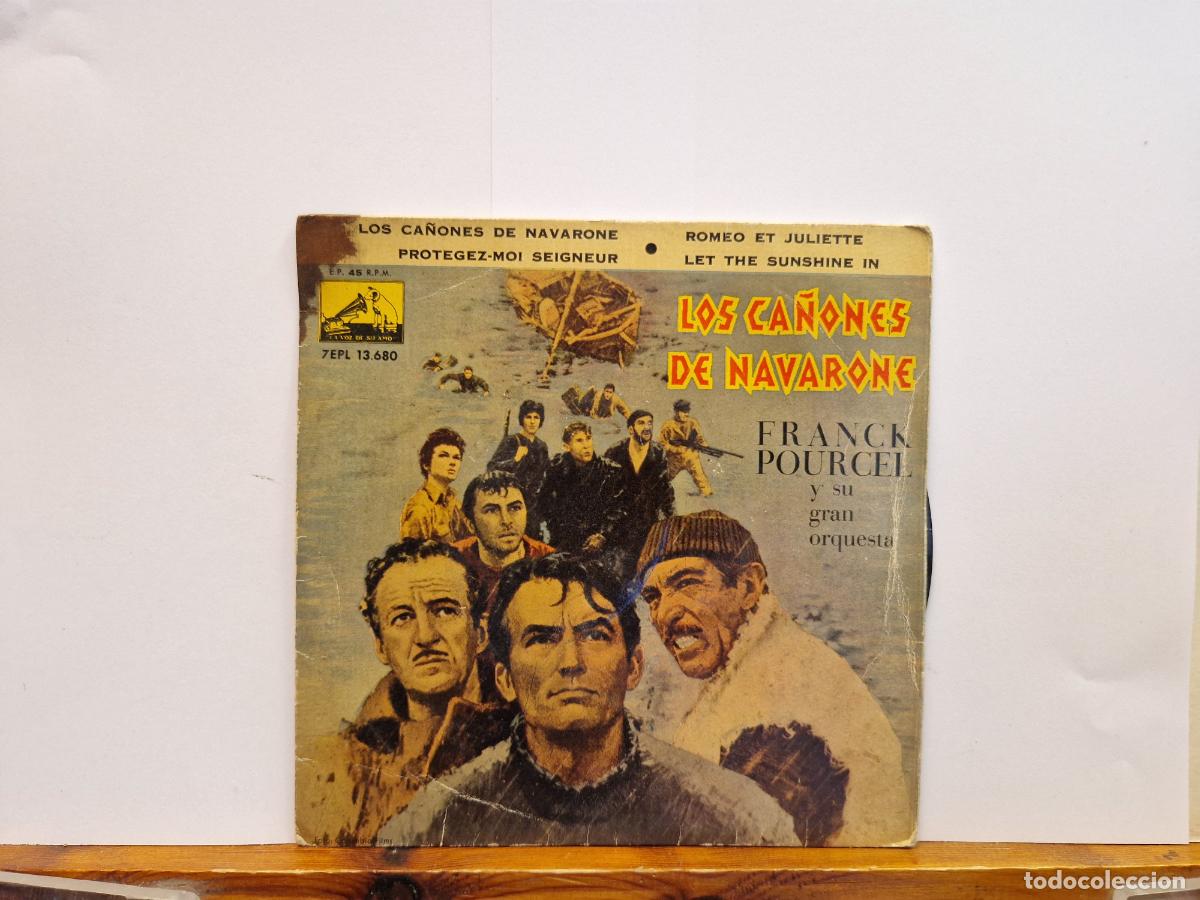 LOS CAÑONES DE NAVARONE
PROTEGEZ-MOI SEIGNEUR
ROMEO ET JULIETTE
LET THE SUNSHINE IN
E.P. 45 R.P.M.
LA VOZ DE SU AMO
7EPL 13.680
LOS CAÑONES
DE NAVARONE
FRANCK
POURCEL
y su
gran
orquesta
Films
todocoleccion